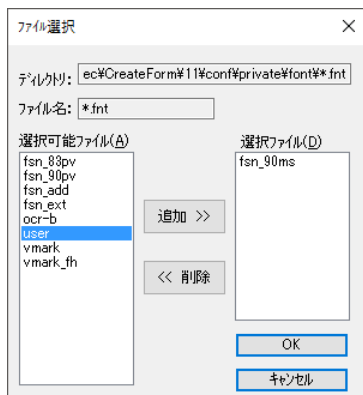 ファイル選択
ディレクトリ: ec¥CreateForm¥11¥conf¥private¥font¥*.fnt
ファイル名: *.fnt
選択可能ファイル(A)
fsn_83pv
fsn_90pv
fsn_add
fsn_ext
ocr-b
user
vmark
vmark_fh
追加 >>
<< 削除
選択ファイル(D)
fsn_90ms
OK
キャンセル